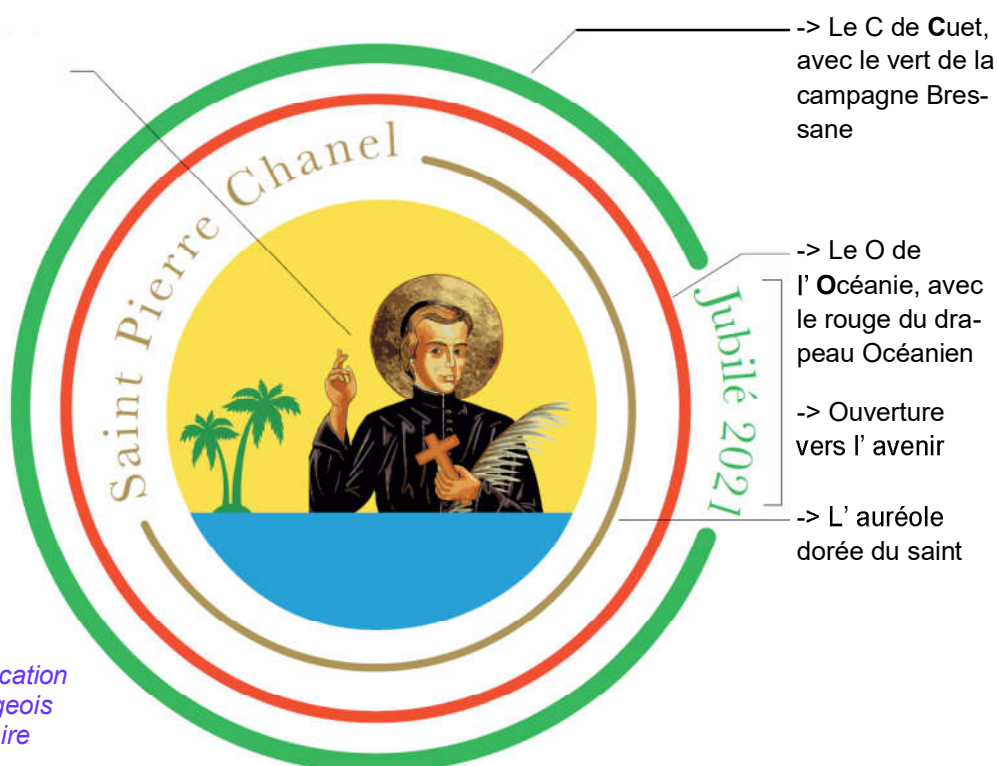 -> Le C de Cuet,
avec le vert de la
campagne Bres-
sane
Saint Pierre Chanel
-> Le O de
l' Océanie, avec
le rouge du dra-
peau Océanien
Jubilé 2021
-> Ouverture
vers l' avenir
-> L' auréole
dorée du saint
cation
geois
ire